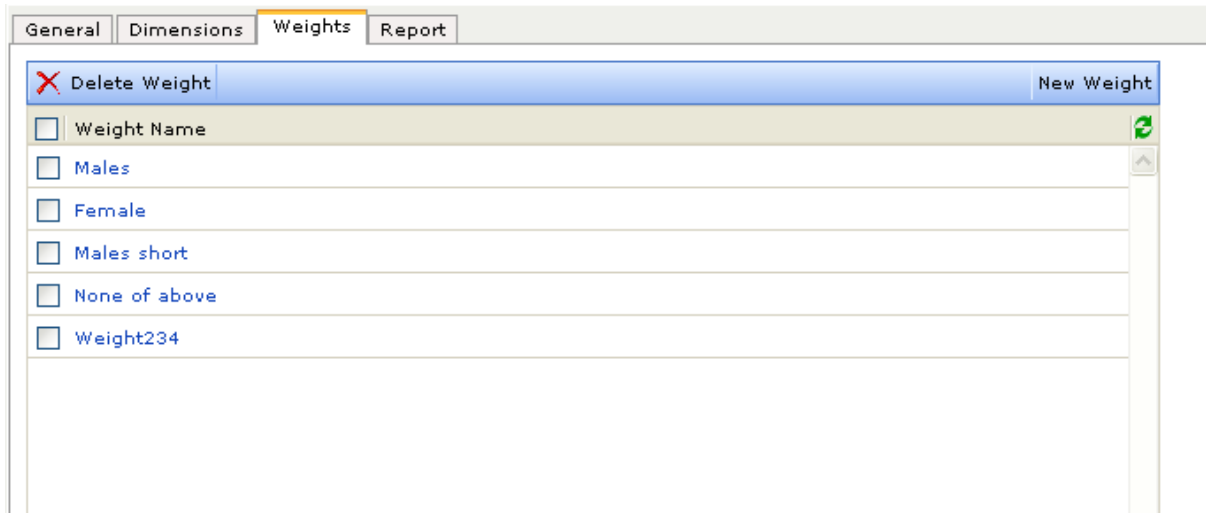 General Dimensions Weights Report
Delete Weight New Weight
Weight Name
Males
Female
Males short
None of above
Weight234